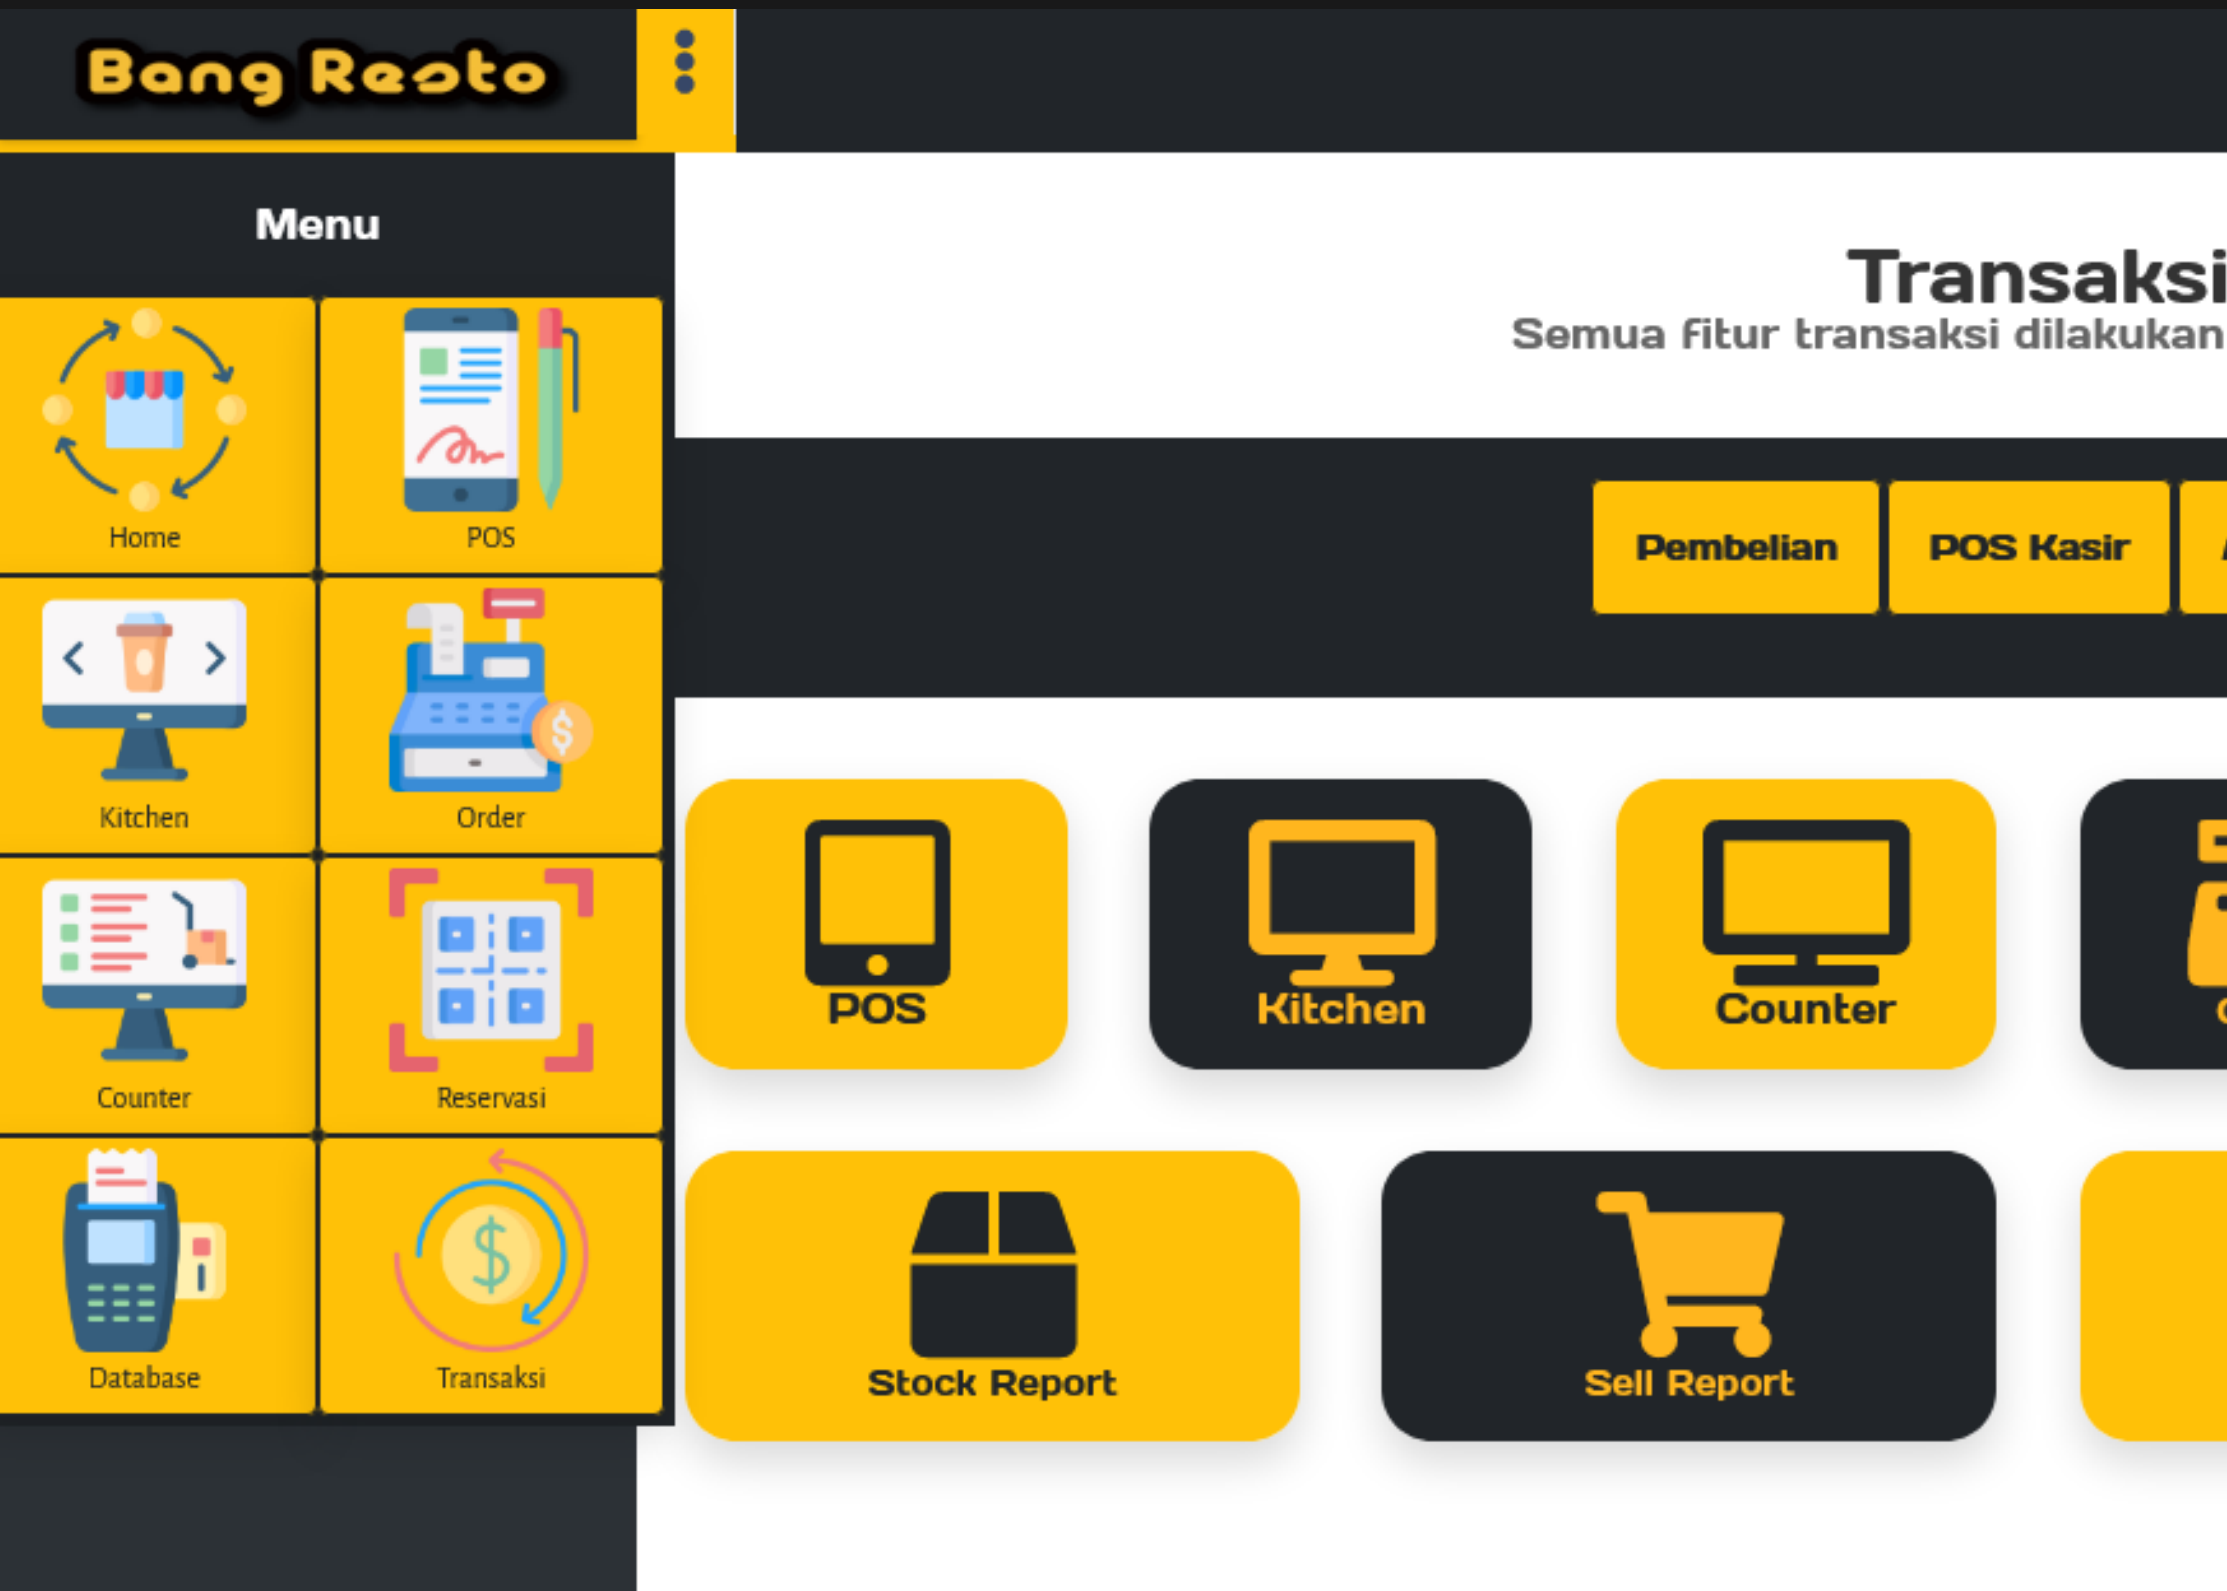 Bang Resto
Menu
Home
POS
Kitchen
Order
Counter
Reservasi
Database
Transaksi
Transaksi
Semua fitur transaksi dilakukan
Pembelian
POS Kasir
POS
Kitchen
Counter
Stock Report
Sell Report